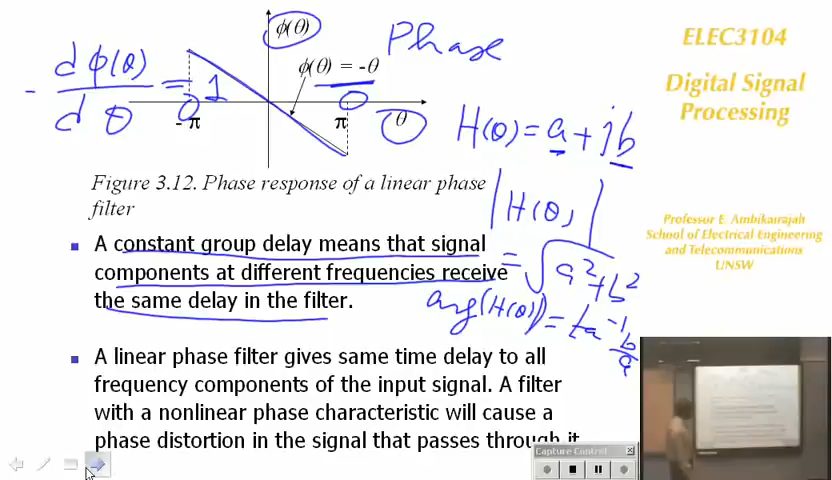 ϕ(θ)
Phase
- dϕ(θ)/dθ = 1
ϕ(θ) = -θ
- π
0
0
π
θ
H(θ) = a + jb
Figure 3.12. Phase response of a linear phase
filter
|H(θ)|
= √a²+b²
arg(H(θ)) = ta⁻¹ b/a
A constant group delay means that signal
components at different frequencies receive
the same delay in the filter.
A linear phase filter gives same time delay to all
frequency components of the input signal. A filter
with a nonlinear phase characteristic will cause a
phase distortion in the signal that passes through it
ELEC3104
Digital Signal
Processing
Professor E. Ambikairajah
School of Electrical Engineering
and Telecommunications
UNSW
Capture Control